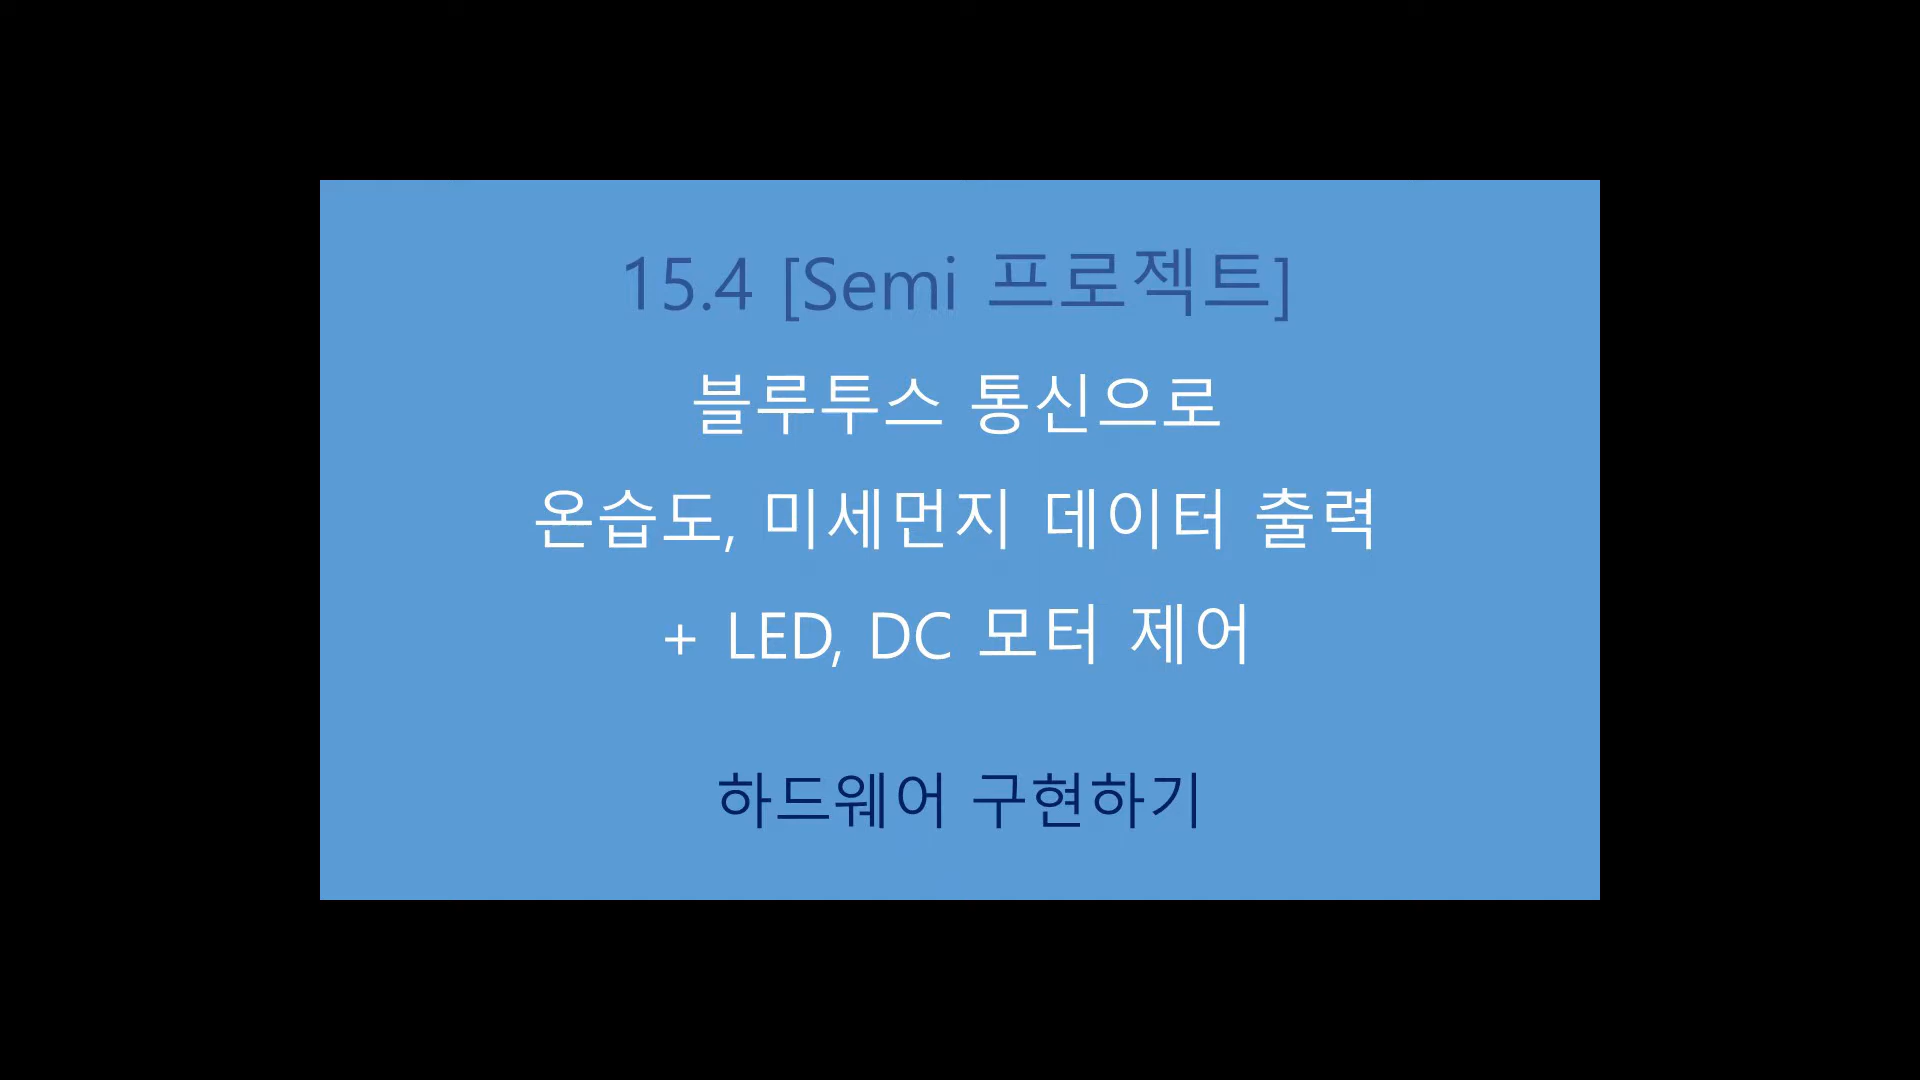 15.4 [Semi 프로젝트]
블루투스 통신으로
온습도, 미세먼지 데이터 출력
+ LED, DC 모터 제어
하드웨어 구현하기